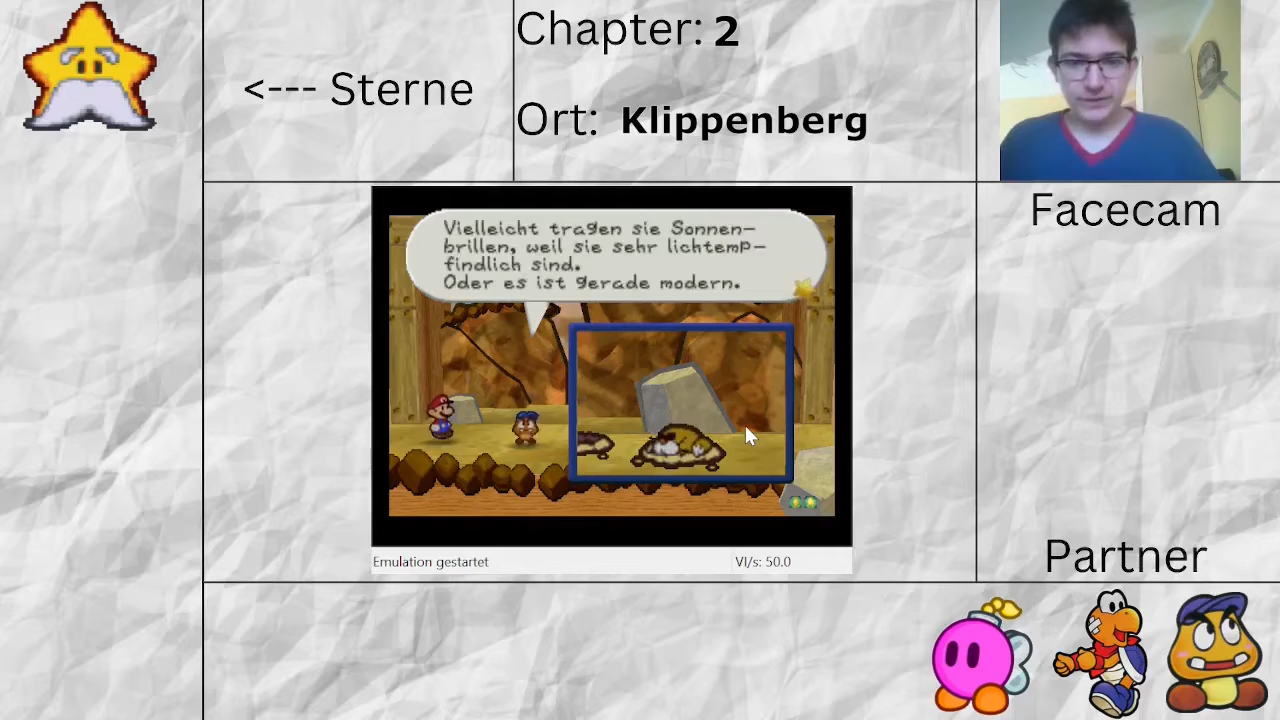 Chapter: 2
<--- Sterne
Ort: Klippenberg
Facecam
Vielleicht tragen sie Sonnen-
brillen, weil sie sehr lichtemp-
findlich sind.
Oder es ist gerade modern.
Emulation gestartet VI/s: 50.0
Partner